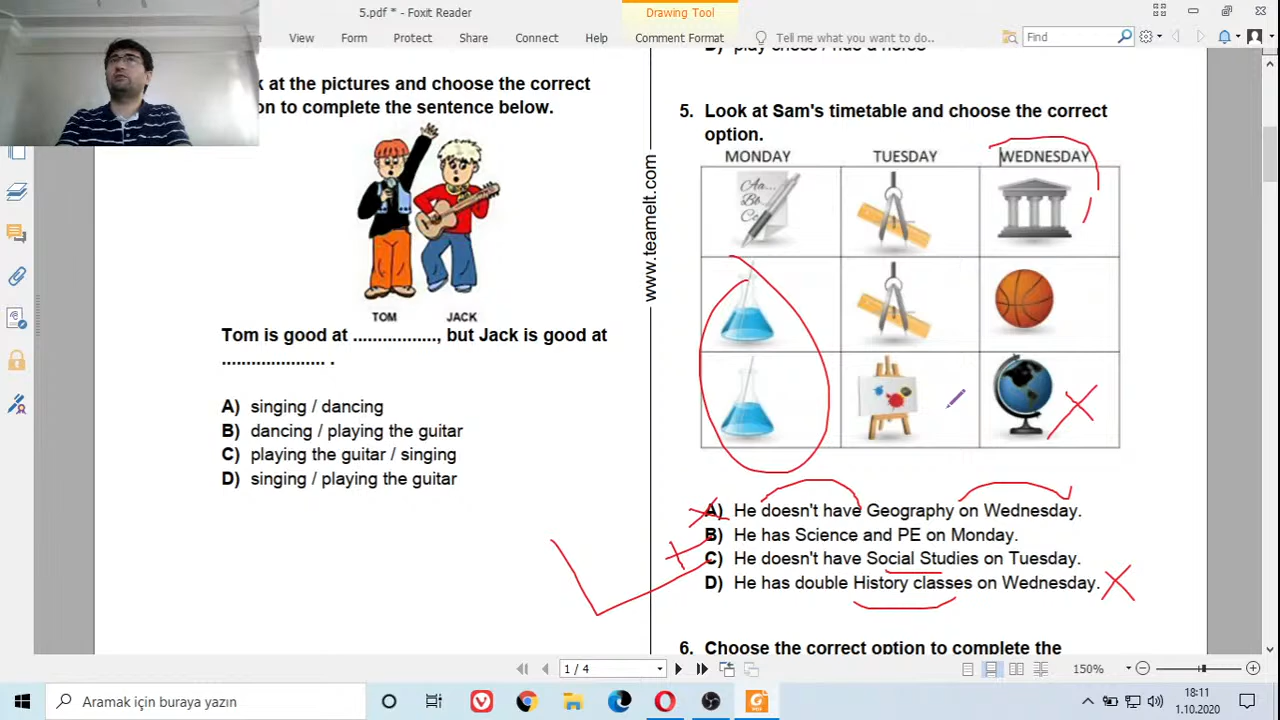 5.pdf * - Foxit Reader
Drawing Tool
View Form Protect Share Connect Help Comment Format Tell me what you want to do.. Find
k at the pictures and choose the correct
on to complete the sentence below.
TOM JACK
Tom is good at ................., but Jack is good at
..................... .
A) singing / dancing
B) dancing / playing the guitar
C) playing the guitar / singing
D) singing / playing the guitar
www.teamelt.com
D) play chess / ride a horse
5. Look at Sam's timetable and choose the correct
option.
MONDAY TUESDAY WEDNESDAY
Aa...
Bb...
Cc...
A) He doesn't have Geography on Wednesday.
B) He has Science and PE on Monday.
C) He doesn't have Social Studies on Tuesday.
D) He has double History classes on Wednesday.
6. Choose the correct option to complete the
1 / 4
150%
Aramak için buraya yazın
18:11
1.10.2020